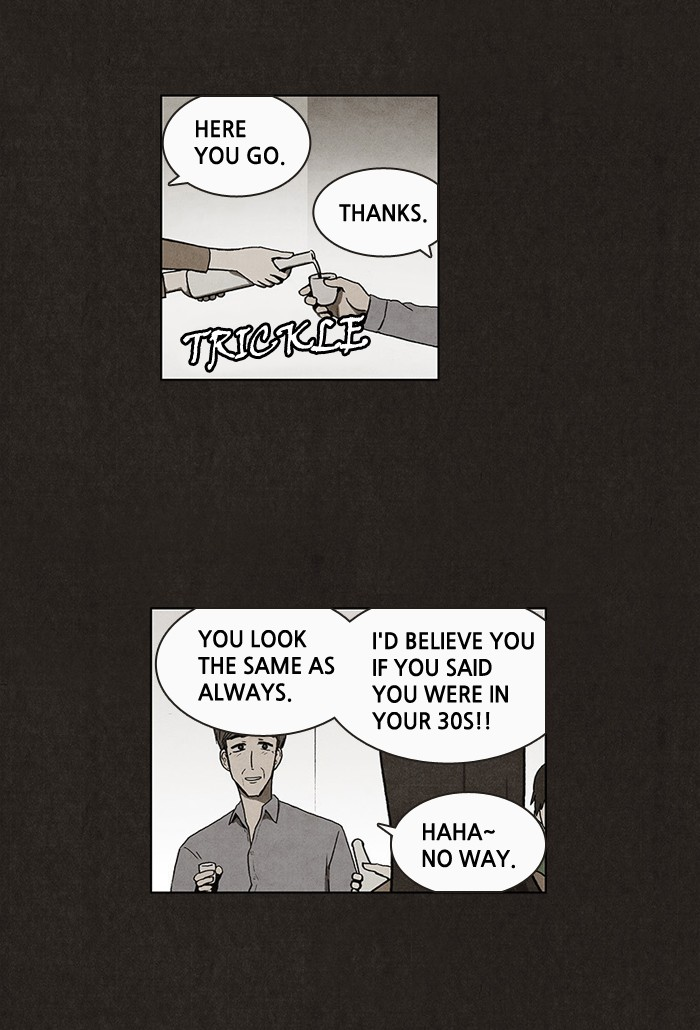 HERE
YOU GO.
THANKS.
TRICKLE
YOU LOOK
THE SAME AS
ALWAYS.
I'D BELIEVE YOU
IF YOU SAID
YOU WERE IN
YOUR 30S!!
HAHA~
NO WAY.